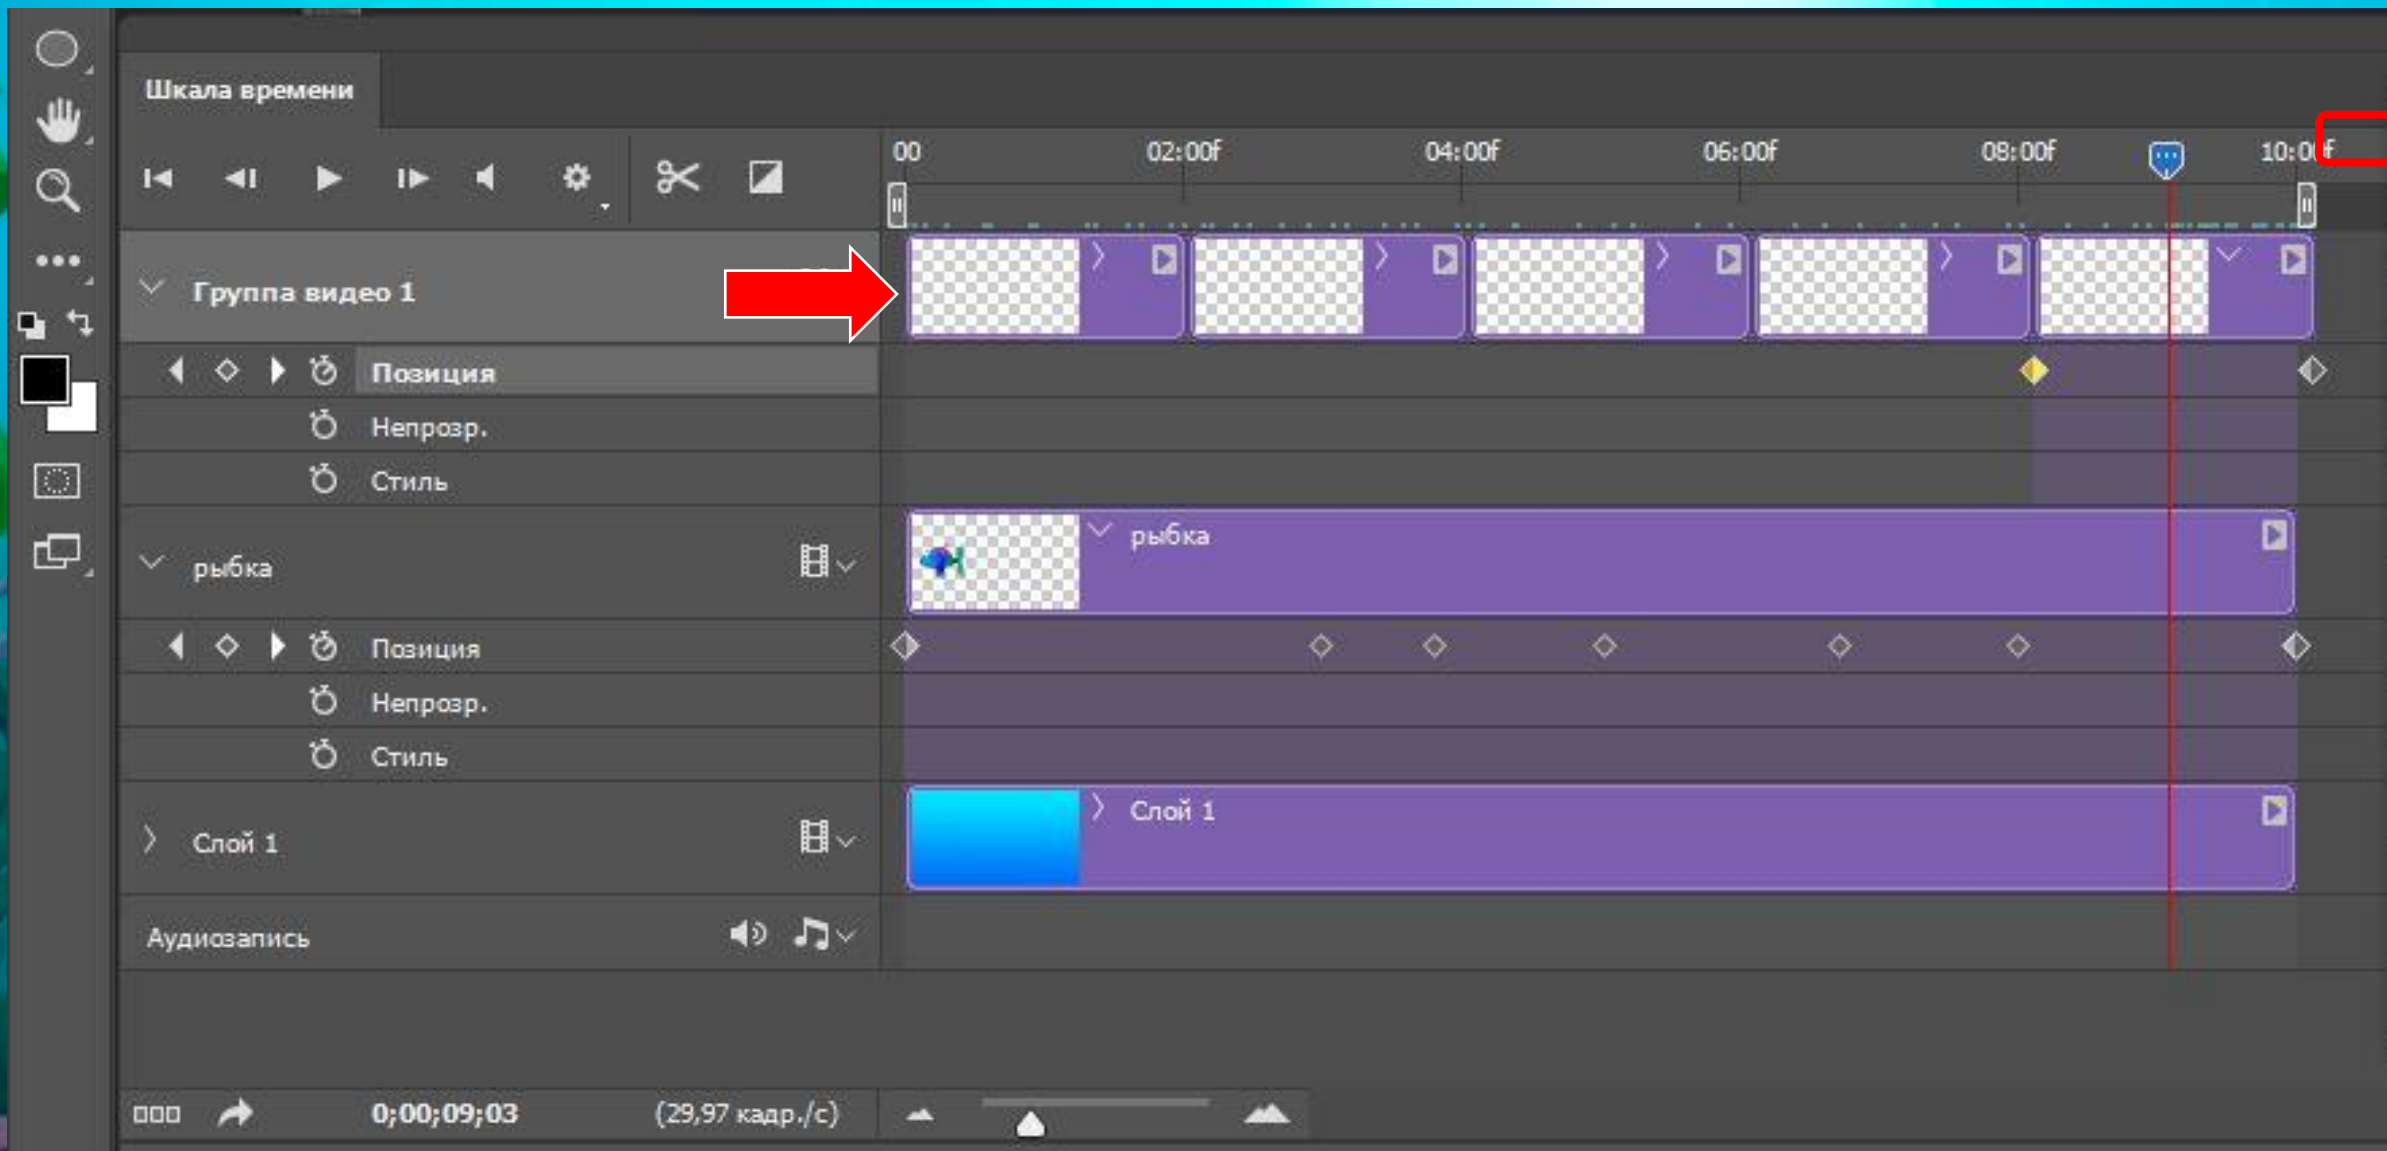 Шкала времени
00 02:00f 04:00f 06:00f 08:00f 10:00f
Группа видео 1
Позиция
Непрозр.
Стиль
рыбка рыбка
Позиция
Непрозр.
Стиль
Слой 1 Слой 1
Аудиозапись
0;00;09;03 (29,97 кадр./с)